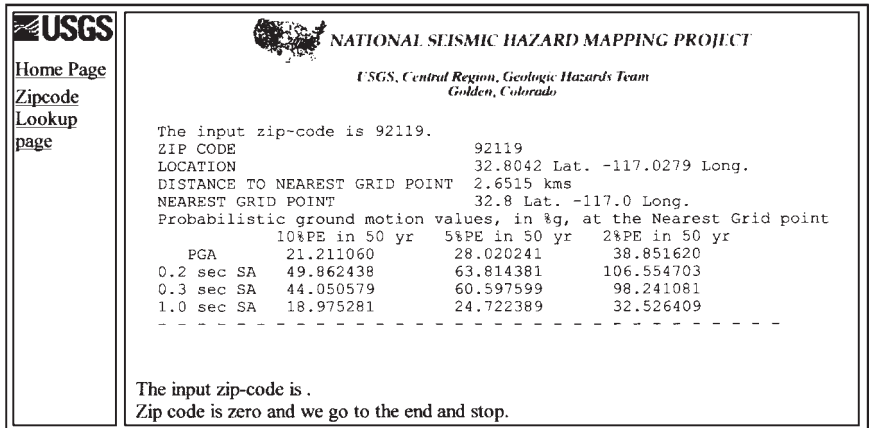 USGS
Home Page
Zipcode
Lookup
page
NATIONAL SEISMIC HAZARD MAPPING PROJECT
USGS, Central Region, Geologic Hazards Team
Golden, Colorado
The input zip-code is 92119.
ZIP CODE 92119
LOCATION 32.8042 Lat. -117.0279 Long.
DISTANCE TO NEAREST GRID POINT 2.6515 kms
NEAREST GRID POINT 32.8 Lat. -117.0 Long.
Probabilistic ground motion values, in %g, at the Nearest Grid point
10%PE in 50 yr 5%PE in 50 yr 2%PE in 50 yr
PGA 21.211060 28.020241 38.851620
0.2 sec SA 49.862438 63.814381 106.554703
0.3 sec SA 44.050579 60.597599 98.241081
1.0 sec SA 18.975281 24.722389 32.526409
- - - - - - - - - - - - - - - - - - - - - - - - - - - - - - - -
The input zip-code is .
Zip code is zero and we go to the end and stop.